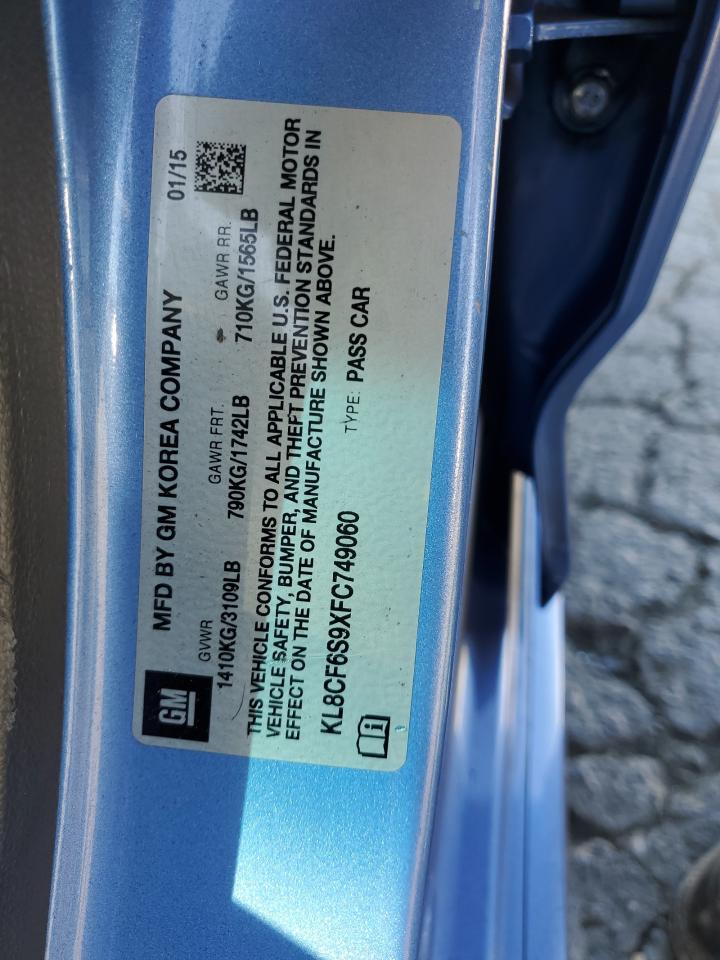 GM
MFD BY GM KOREA COMPANY 01/15
GVWR GAWR FRT. GAWR RR.
1410KG/3109LB 790KG/1742LB 710KG/1565LB
THIS VEHICLE CONFORMS TO ALL APPLICABLE U.S. FEDERAL MOTOR
VEHICLE SAFETY, BUMPER, AND THEFT PREVENTION STANDARDS IN
EFFECT ON THE DATE OF MANUFACTURE SHOWN ABOVE.
KL8CF6S9XFC749060 TYPE: PASS CAR